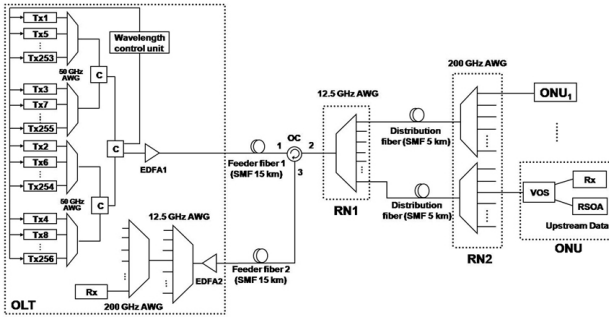 Tx1
Tx5
Tx253
50 GHz
AWG
Tx3
Tx7
Tx255
Tx2
Tx6
Tx254
50 GHz
AWG
Tx4
Tx8
Tx256
C
C
C
Wavelength
control unit
EDFA1
12.5 GHz AWG
EDFA2
Rx
200 GHz AWG
OLT
Feeder fiber 1
(SMF 15 km)
OC
1
2
3
Feeder fiber 2
(SMF 15 km)
12.5 GHz AWG
RN1
Distribution
fiber (SMF 5 km)
Distribution
fiber (SMF 5 km)
200 GHz AWG
RN2
ONU1
VOS
Rx
RSOA
Upstream Data
ONU